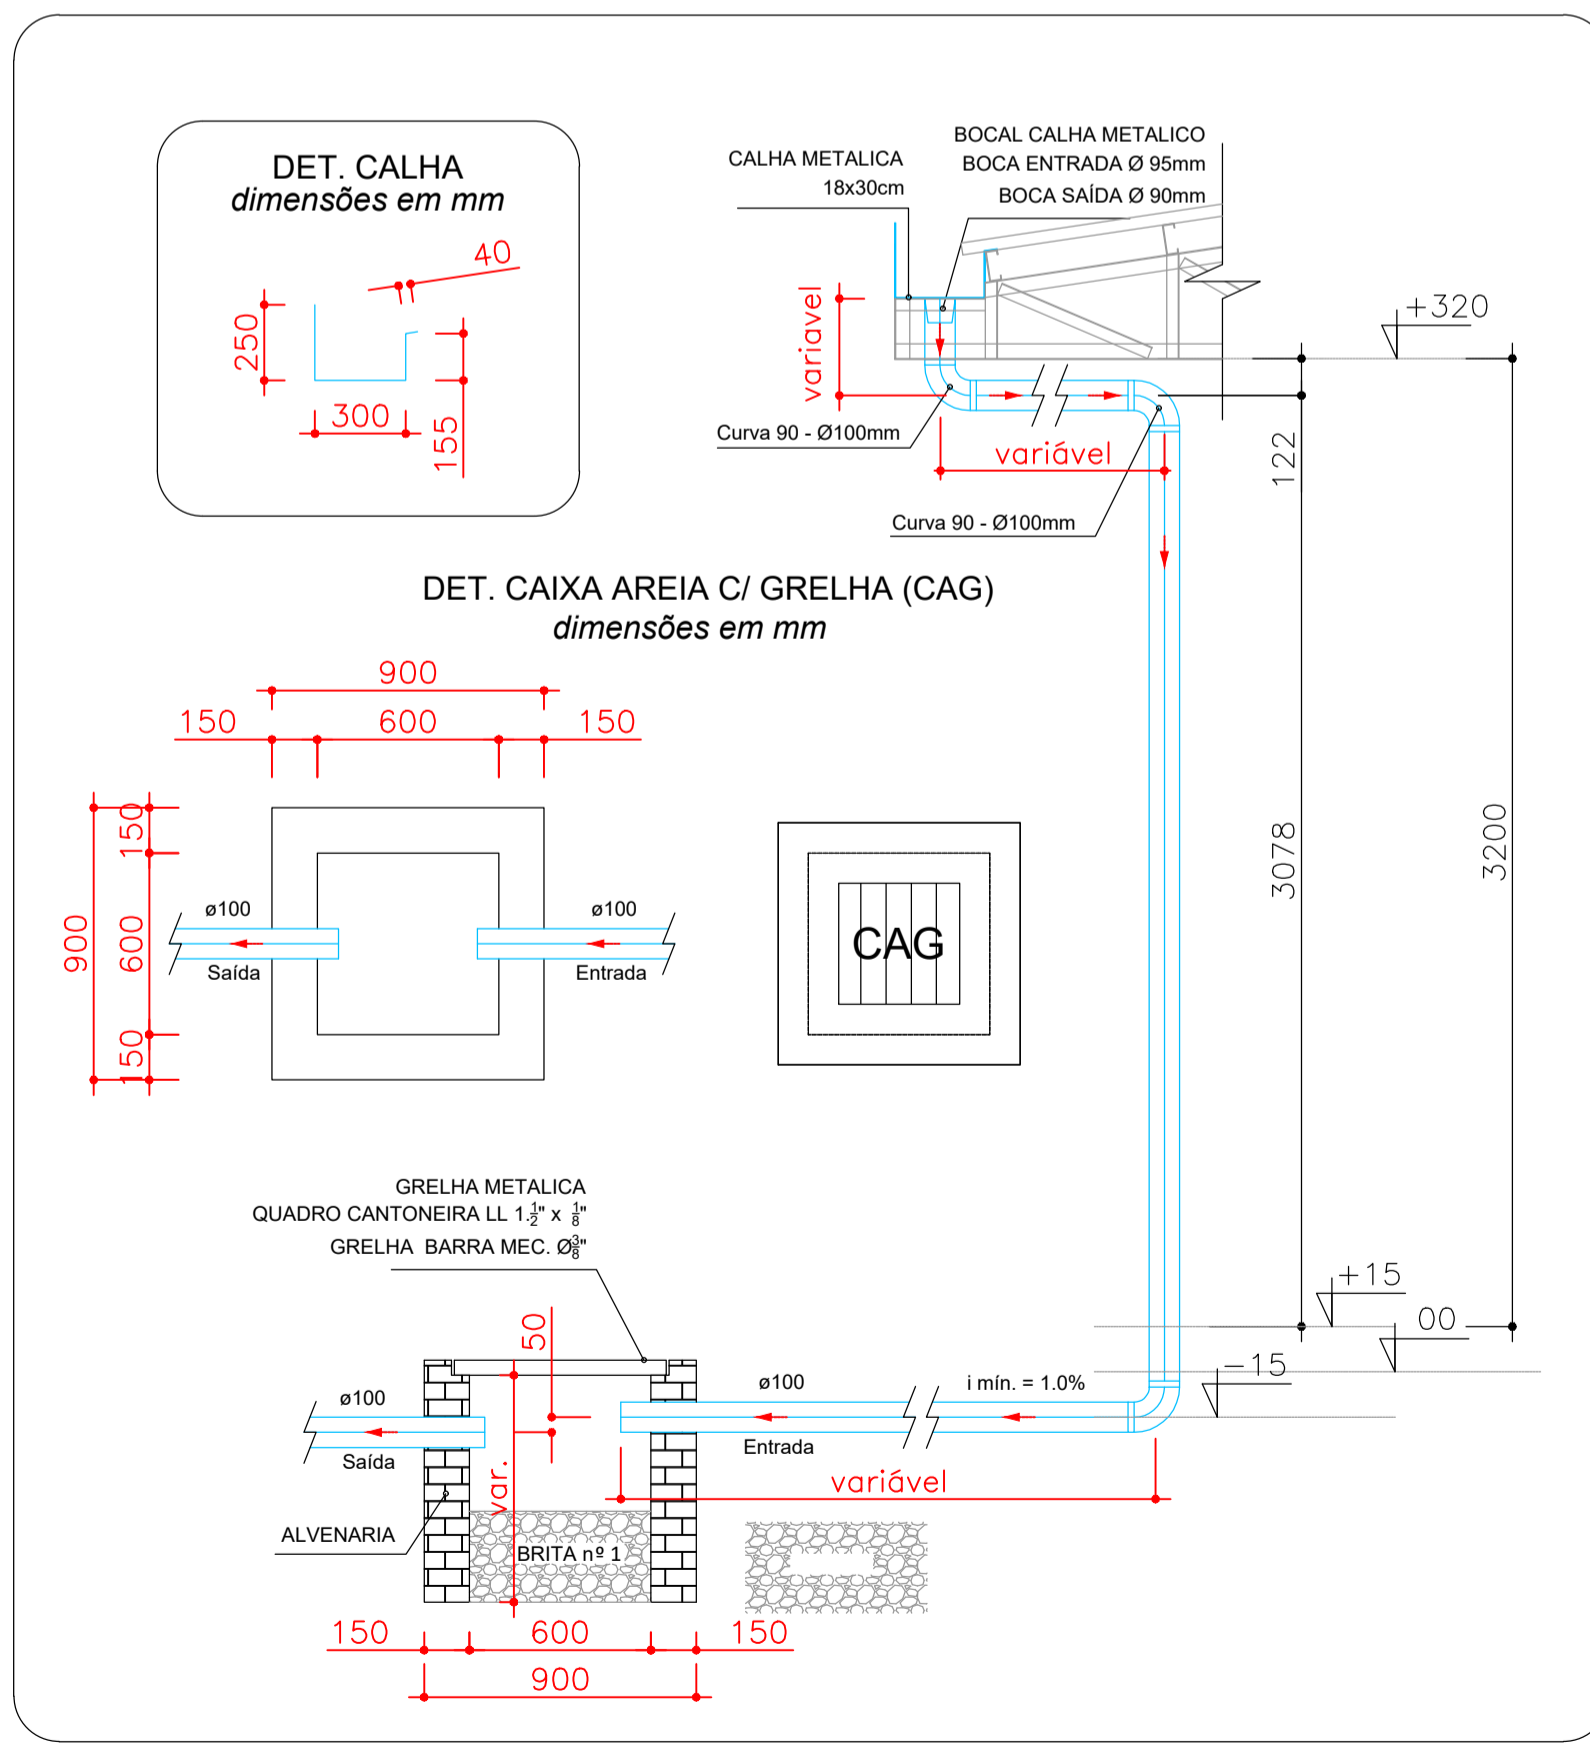 DET. CALHA
dimensões em mm
40
250
300
155
CALHA METALICA
18x30cm
BOCAL CALHA METALICO
BOCA ENTRADA Ø 95mm
BOCA SAÍDA Ø 90mm
variavel
+320
Curva 90 - Ø100mm
variável
122
Curva 90 - Ø100mm
DET. CAIXA AREIA C/ GRELHA (CAG)
dimensões em mm
900
150 600 150
150
900
600
150
ø100
Saída
ø100
Entrada
CAG
3078
3200
GRELHA METALICA
QUADRO CANTONEIRA LL 1.1/2" x 1/8"
GRELHA BARRA MEC. Ø3/8"
+15
00
-15
50
ø100
Saída
ø100
i mín. = 1.0%
Entrada
var.
variável
ALVENARIA
BRITA nº 1
150 600 150
900